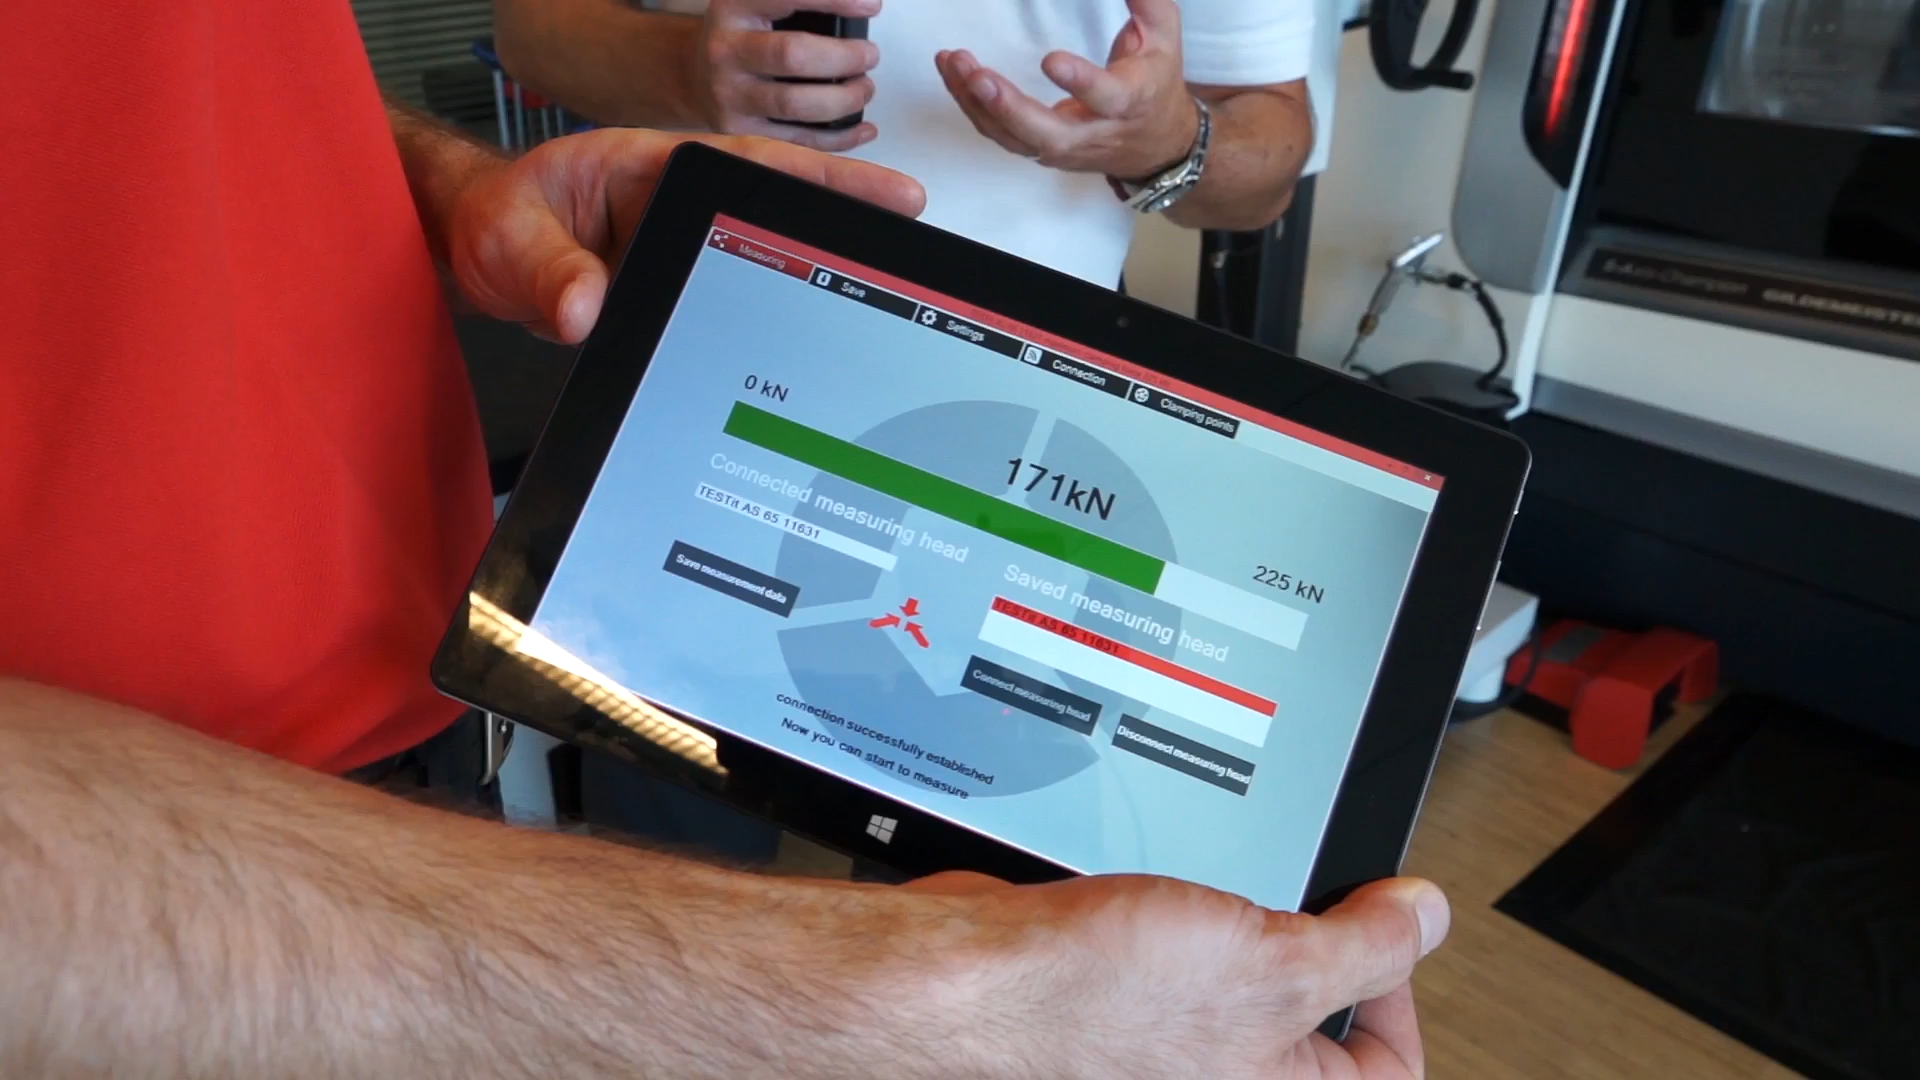 Measuring
Save
Settings
Connection
Clamping points
0 kN
171kN
225 kN
Connected measuring head
TESTit AS 65 11631
Save measurement data
Saved measuring head
TESTit AS 65 11631
Connect measuring head
Disconnect measuring head
connection successfully established
Now you can start to measure
GILDEMEISTE